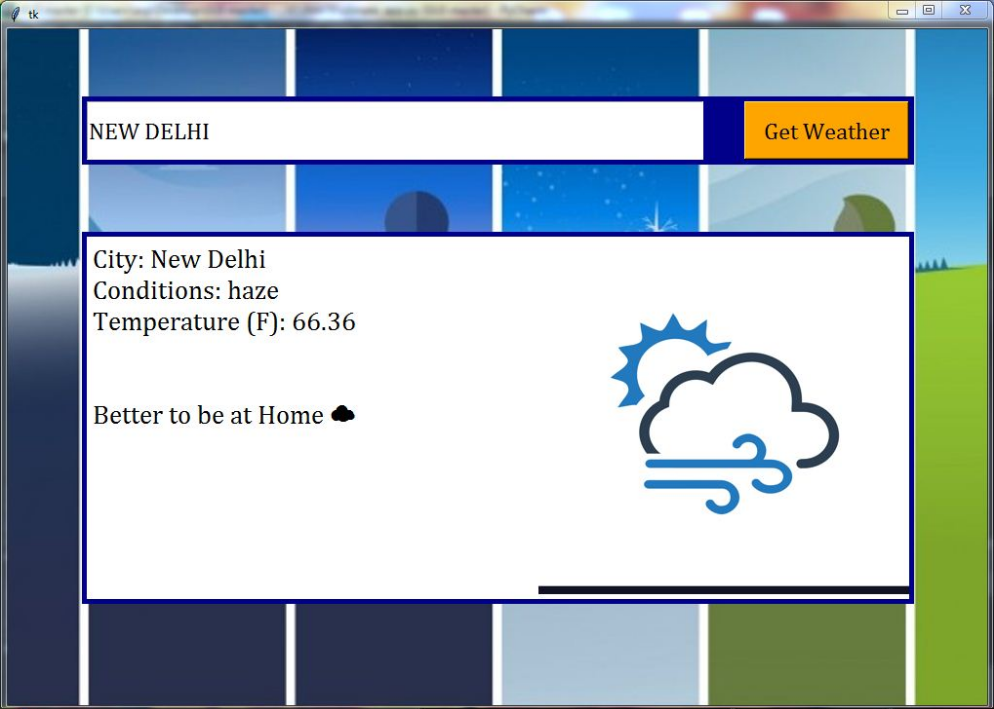 tk
NEW DELHI
Get Weather
City: New Delhi
Conditions: haze
Temperature (F): 66.36
Better to be at Home ☁